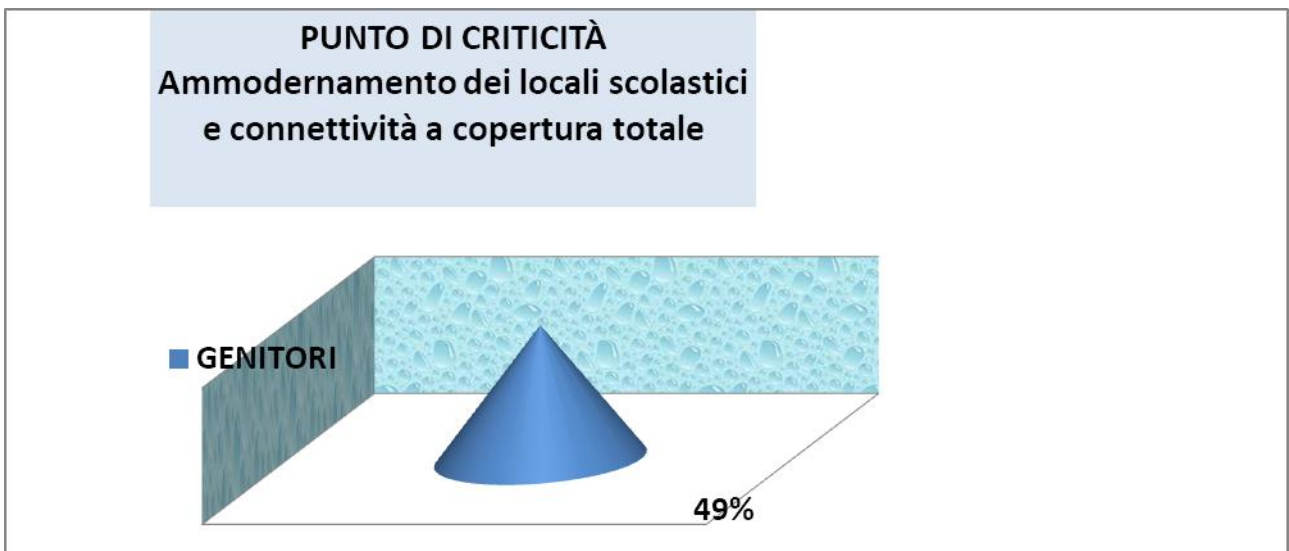 PUNTO DI CRITICITÀ
Ammodernamento dei locali scolastici
e connettività a copertura totale
GENITORI
49%